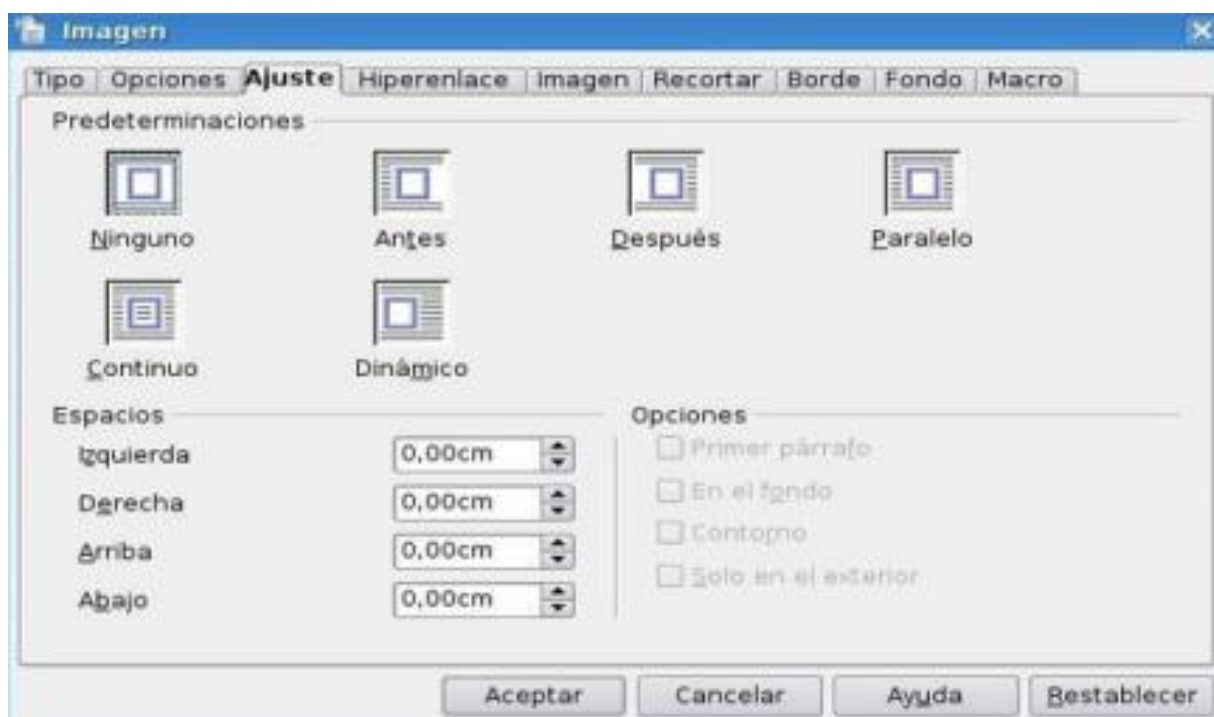 Imagen
Tipo Opciones Ajuste Hiperenlace Imagen Recortar Borde Fondo Macro
Predeterminaciones
Ninguno Antes Después Paralelo
Continuo Dinámico
Espacios Opciones
Izquierda 0,00cm Primer párrafo
Derecha 0,00cm En el fondo
Arriba 0,00cm Contorno
Abajo 0,00cm Solo en el exterior
Aceptar Cancelar Ayuda Restablecer